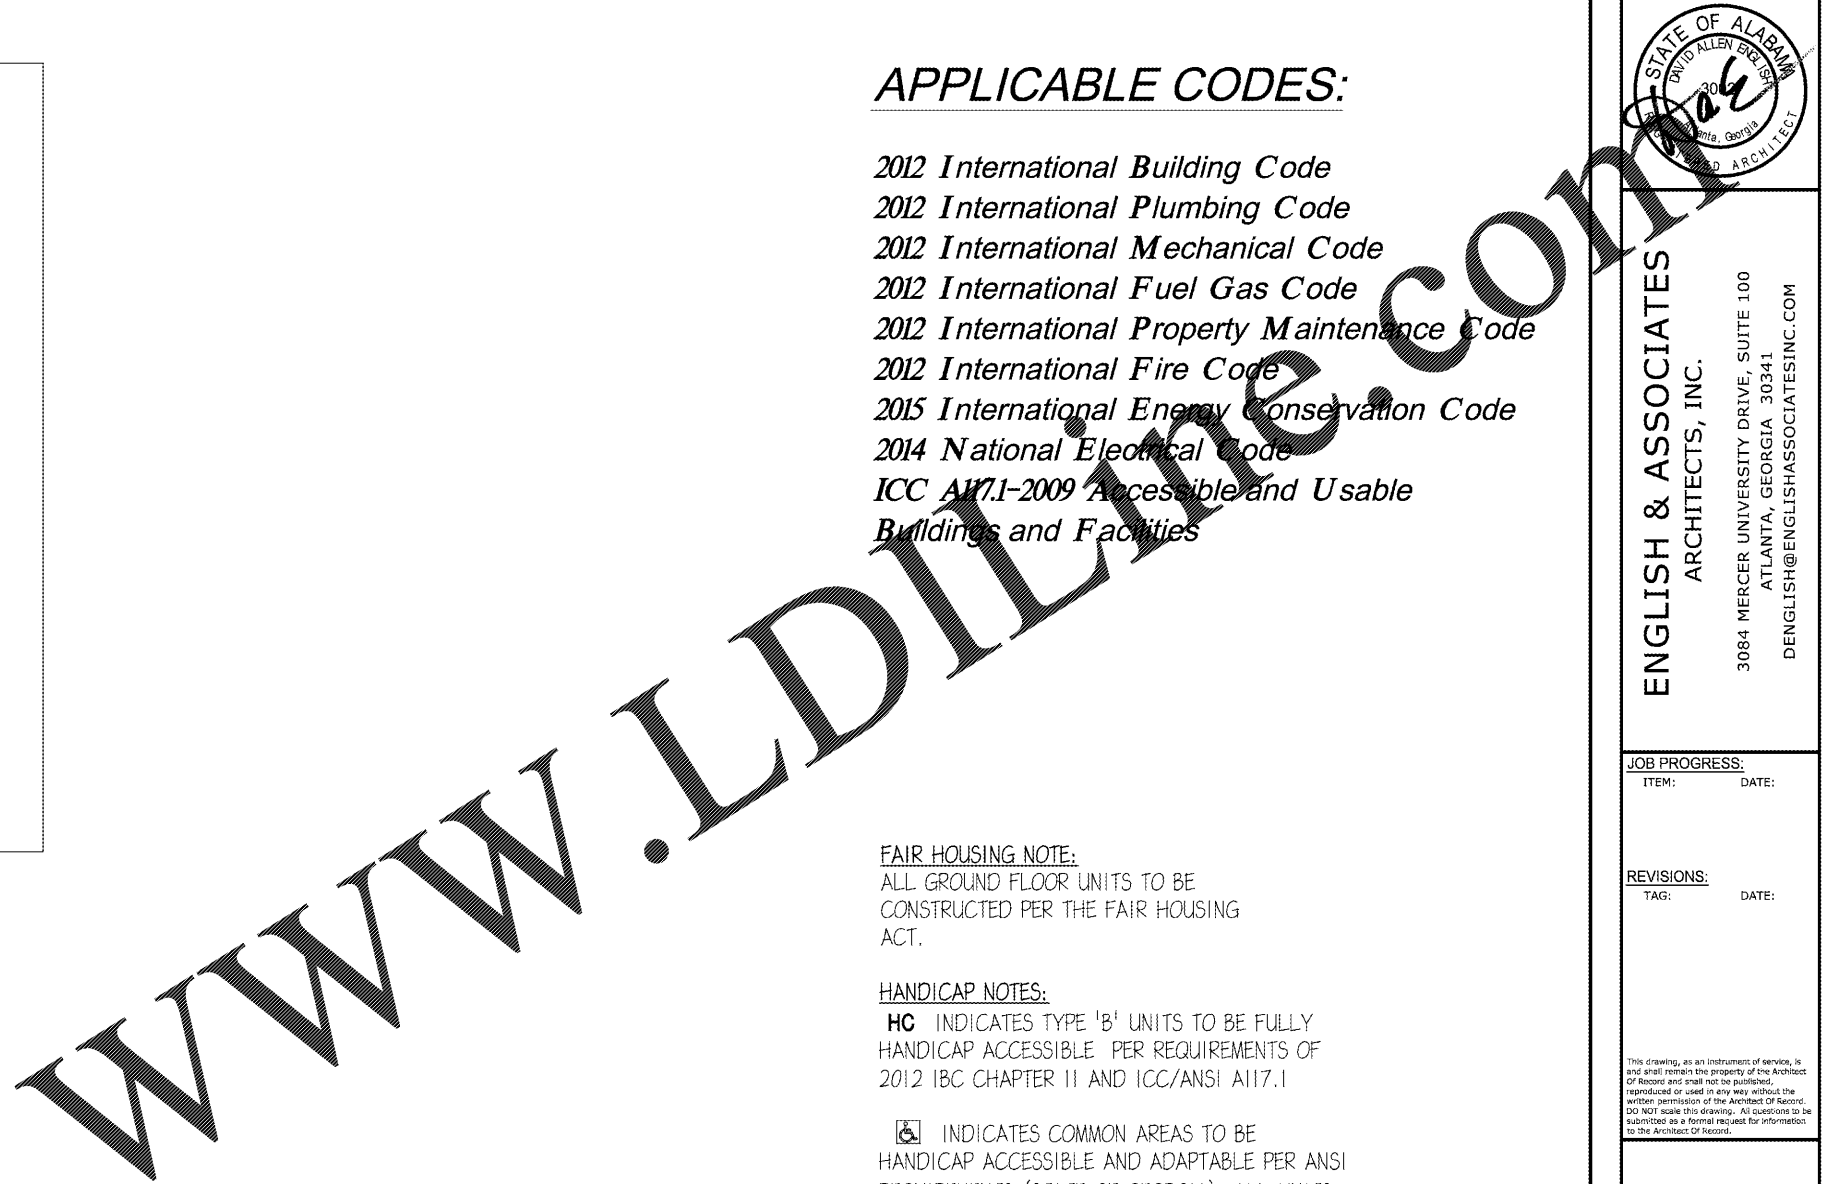 APPLICABLE CODES:
2012 International Building Code
2012 International Plumbing Code
2012 International Mechanical Code
2012 International Fuel Gas Code
2012 International Property Maintenance Code
2012 International Fire Code
2015 International Energy Conservation Code
2014 National Electrical Code
ICC A117.1-2009 Accessible and Usable
Buildings and Facilities
FAIR HOUSING NOTE:
ALL GROUND FLOOR UNITS TO BE
CONSTRUCTED PER THE FAIR HOUSING
ACT.
HANDICAP NOTES:
HC INDICATES TYPE 'B' UNITS TO BE FULLY
HANDICAP ACCESSIBLE PER REQUIREMENTS OF
2012 IBC CHAPTER 11 AND ICC/ANSI A117.1
INDICATES COMMON AREAS TO BE
HANDICAP ACCESSIBLE AND ADAPTABLE PER ANSI
www.LDILine.com
STATE OF ALABAMA
DAVID ALLEN ENGLISH
Atlanta, Georgia
REGISTERED ARCHITECT
ENGLISH & ASSOCIATES
ARCHITECTS, INC.
3084 MERCER UNIVERSITY DRIVE, SUITE 100
ATLANTA, GEORGIA 30341
DENGLISH@ENGLISHASSOCIATESINC.COM
JOB PROGRESS:
ITEM: DATE:
REVISIONS:
TAG: DATE:
This drawing, as an instrument of service, is
and shall remain the property of the Architect
Of Record and shall not be published,
reproduced or used in any way without the
written permission of the Architect Of Record.
DO NOT scale this drawing. All questions to be
submitted as a formal request for information
to the Architect Of Record.